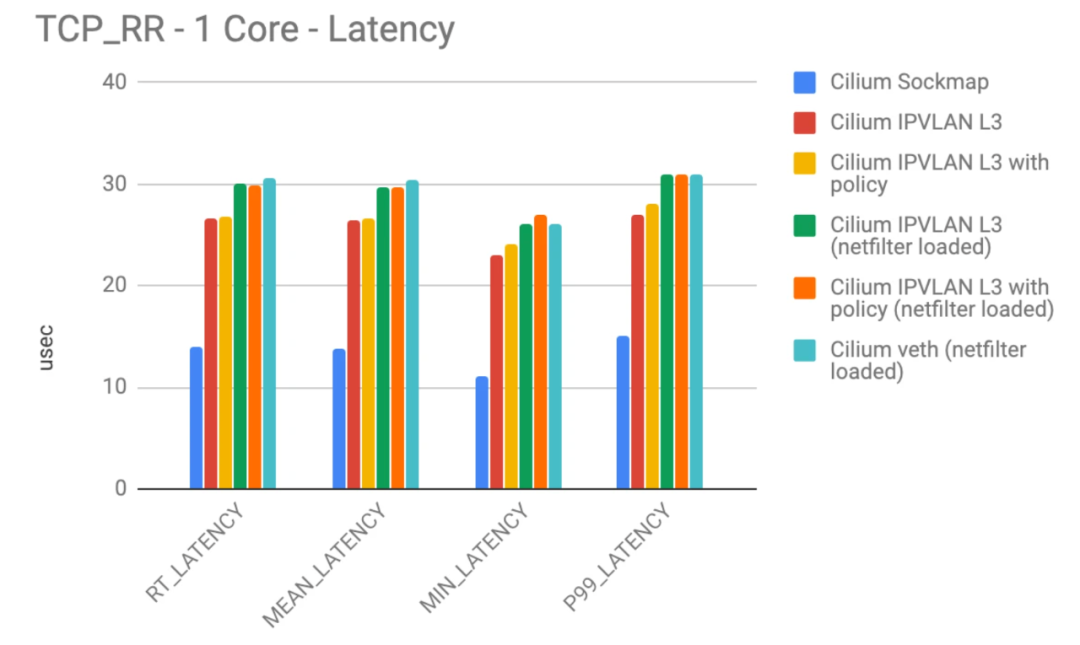 TCP_RR - 1 Core - Latency
40
30
20
10
0
usec
RT_LATENCY
MEAN_LATENCY
MIN_LATENCY
P99_LATENCY
Cilium Sockmap
Cilium IPVLAN L3
Cilium IPVLAN L3 with
policy
Cilium IPVLAN L3
(netfilter loaded)
Cilium IPVLAN L3 with
policy (netfilter loaded)
Cilium veth (netfilter
loaded)